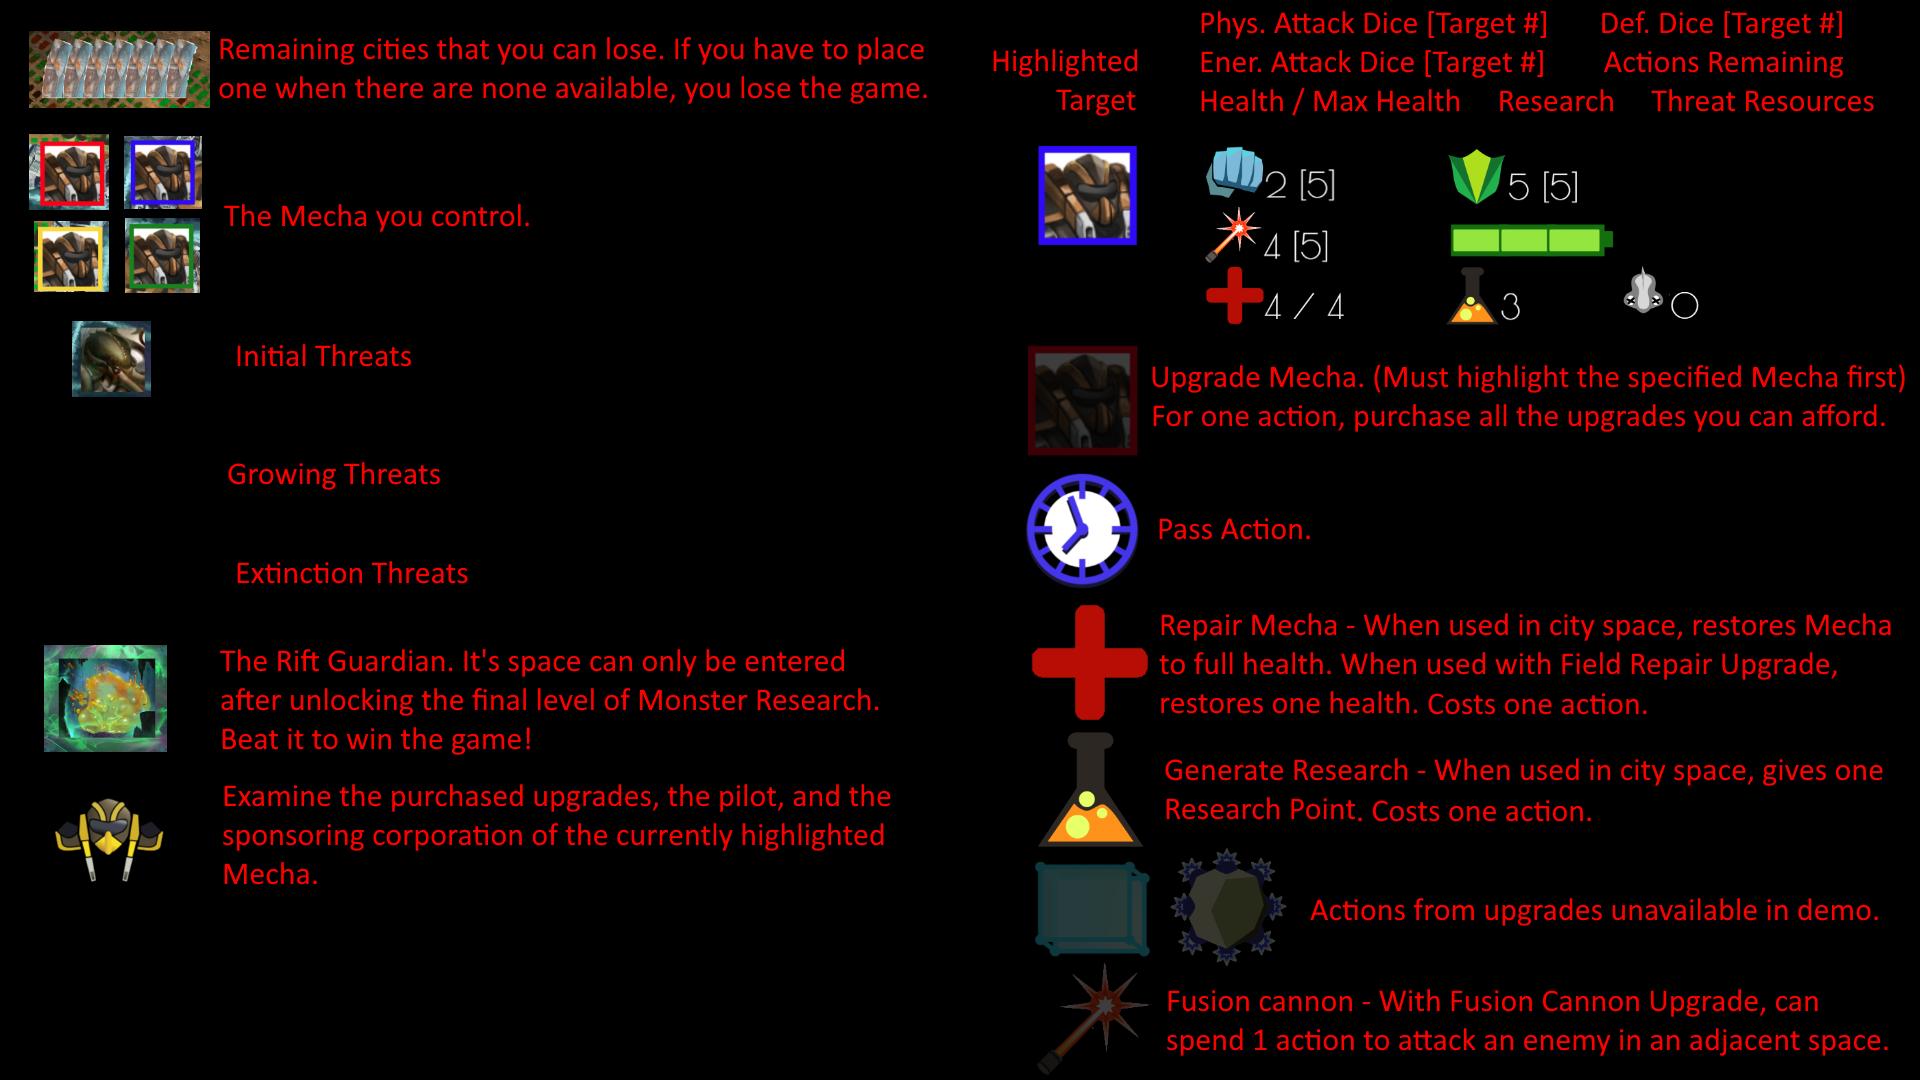 Remaining cities that you can lose. If you have to place
one when there are none available, you lose the game.
The Mecha you control.
Initial Threats
Growing Threats
Extinction Threats
The Rift Guardian. It's space can only be entered
after unlocking the final level of Monster Research.
Beat it to win the game!
Examine the purchased upgrades, the pilot, and the
sponsoring corporation of the currently highlighted
Mecha.
Highlighted
Target
Phys. Attack Dice [Target #] Def. Dice [Target #]
Ener. Attack Dice [Target #] Actions Remaining
Health / Max Health Research Threat Resources
2 [5] 5 [5]
4 [5]
4 / 4 3 0
Upgrade Mecha. (Must highlight the specified Mecha first)
For one action, purchase all the upgrades you can afford.
Pass Action.
Repair Mecha - When used in city space, restores Mecha
to full health. When used with Field Repair Upgrade,
restores one health. Costs one action.
Generate Research - When used in city space, gives one
Research Point. Costs one action.
Actions from upgrades unavailable in demo.
Fusion cannon - With Fusion Cannon Upgrade, can
spend 1 action to attack an enemy in an adjacent space.